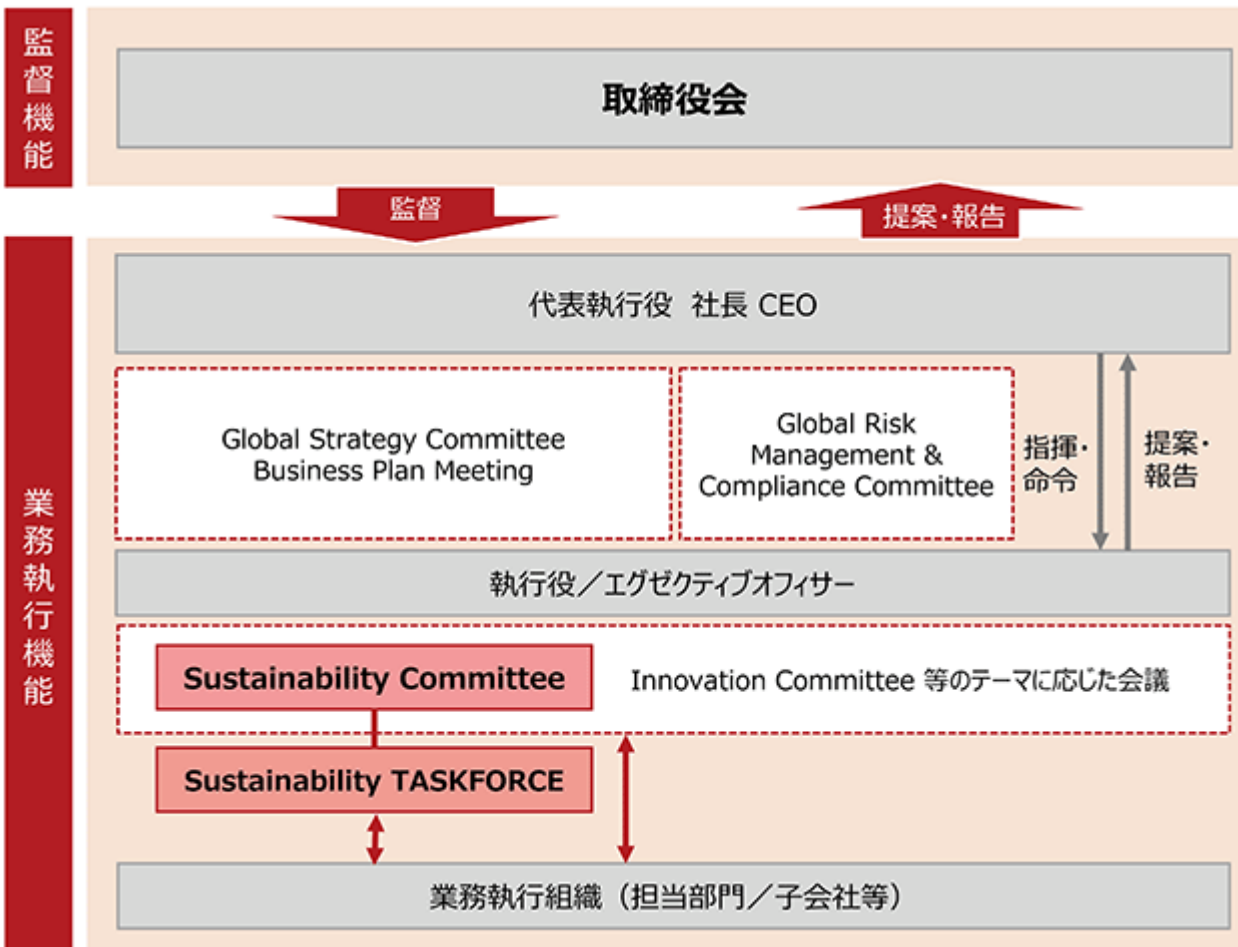 監督機能
取締役会
監督
提案・報告
業務執行機能
代表執行役 社長 CEO
Global Strategy Committee
Business Plan Meeting
Global Risk
Management &
Compliance Committee
指揮・
命令
提案・
報告
執行役／エグゼクティブオフィサー
Sustainability Committee
Innovation Committee 等のテーマに応じた会議
Sustainability TASKFORCE
業務執行組織（担当部門／子会社等）